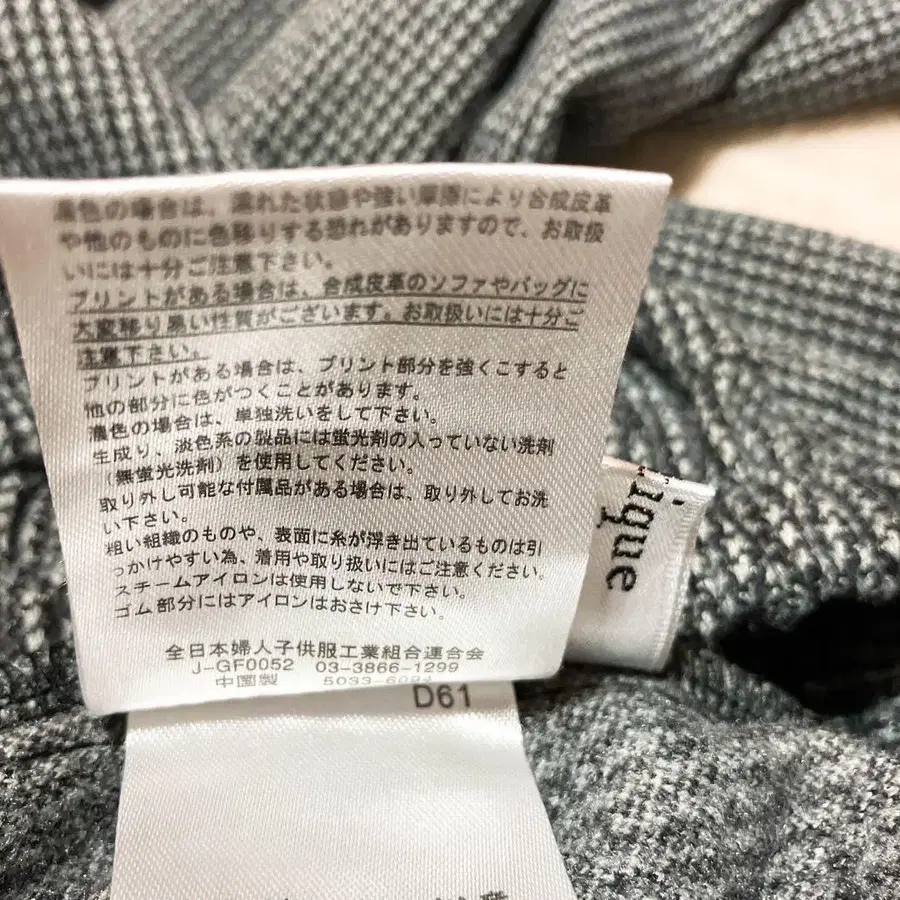 濃色の場合は、濡れた状態や強い摩擦により合成皮革
や他のものに色移りする恐れがありますので、お取扱
いには十分ご注意下さい。
プリントがある場合は、合成皮革のソファやバッグに
大変移り易い性質がございます。お取扱いには十分ご
注意下さい。
プリントがある場合は、プリント部分を強くこすると
他の部分に色がつくことがあります。
濃色の場合は、単独洗いをして下さい。
生成り、淡色系の製品には蛍光剤の入っていない洗剤
(無蛍光洗剤)を使用してください。
取り外し可能な付属品がある場合は、取り外してお洗
い下さい。
粗い組織のものや、表面に糸が浮き出ているものは引
っかけやすい為、着用や取り扱いにはご注意ください。
スチームアイロンは使用しないで下さい。
ゴム部分にはアイロンはおさけ下さい。
全日本婦人子供服工業組合連合会
J-GF0052 03-3866-1299
中国製 5033-6094
D61
ique